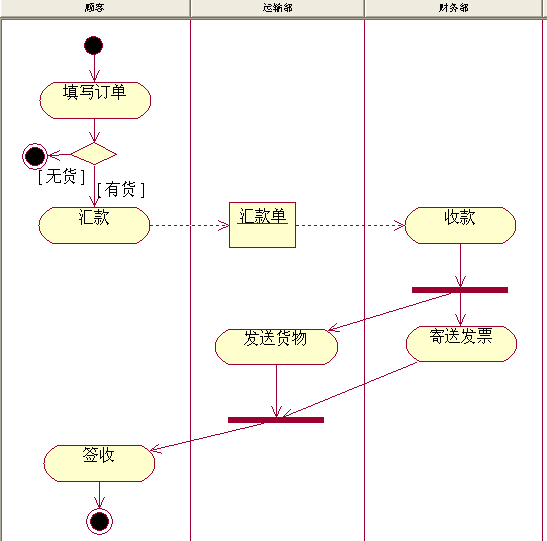 顾客
运输部
财务部
填写订单
[无货]
[有货]
汇款
汇款单
收款
发送货物
寄送发票
签收